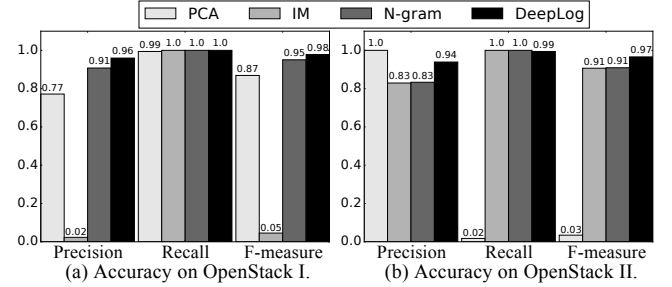 PCA IM N-gram DeepLog
1.0
0.8
0.6
0.4
0.2
0.0
0.77 0.02 0.91 0.96
0.99 1.0 1.0 1.0
0.87 0.05 0.95 0.98
Precision Recall F-measure
(a) Accuracy on OpenStack I.
1.0
0.8
0.6
0.4
0.2
0.0
1.0 0.83 0.83 0.94
0.02 1.0 1.0 0.99
0.03 0.91 0.91 0.97
Precision Recall F-measure
(b) Accuracy on OpenStack II.